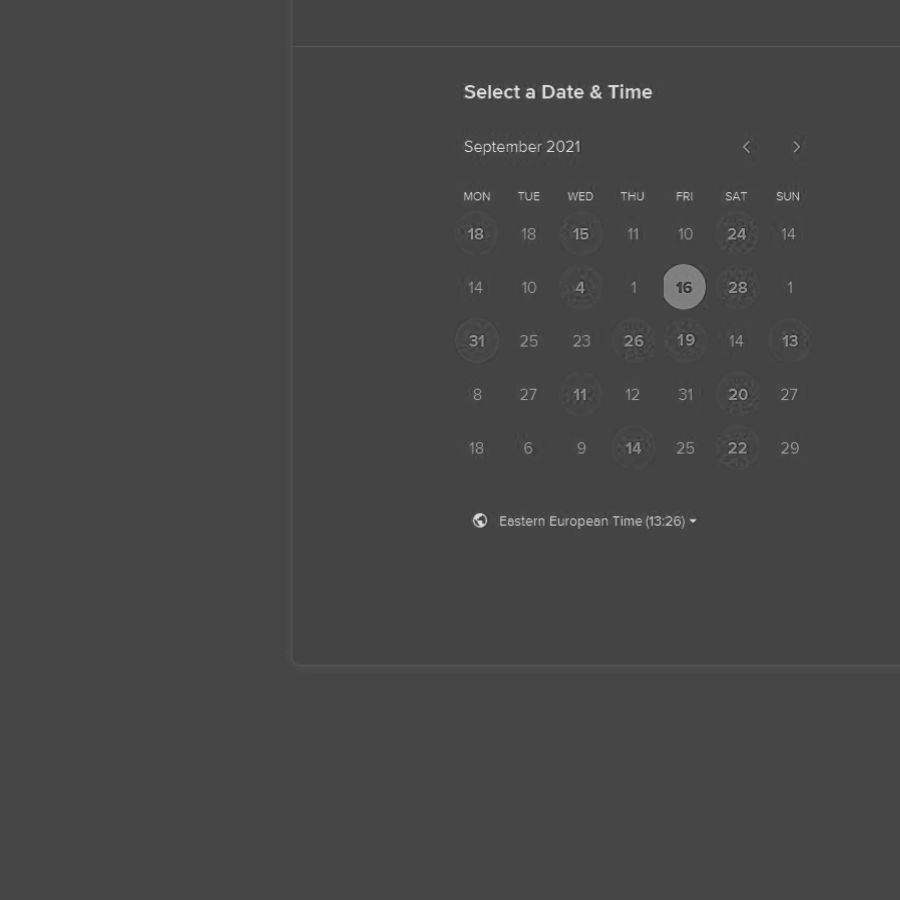 Select a Date & Time
September 2021
MON TUE WED THU FRI SAT SUN
18 18 15 11 10 24 14
14 10 4 1 16 28 1
31 25 23 26 19 14 13
8 27 11 12 31 20 27
18 6 9 14 25 22 29
Eastern European Time (13:26)